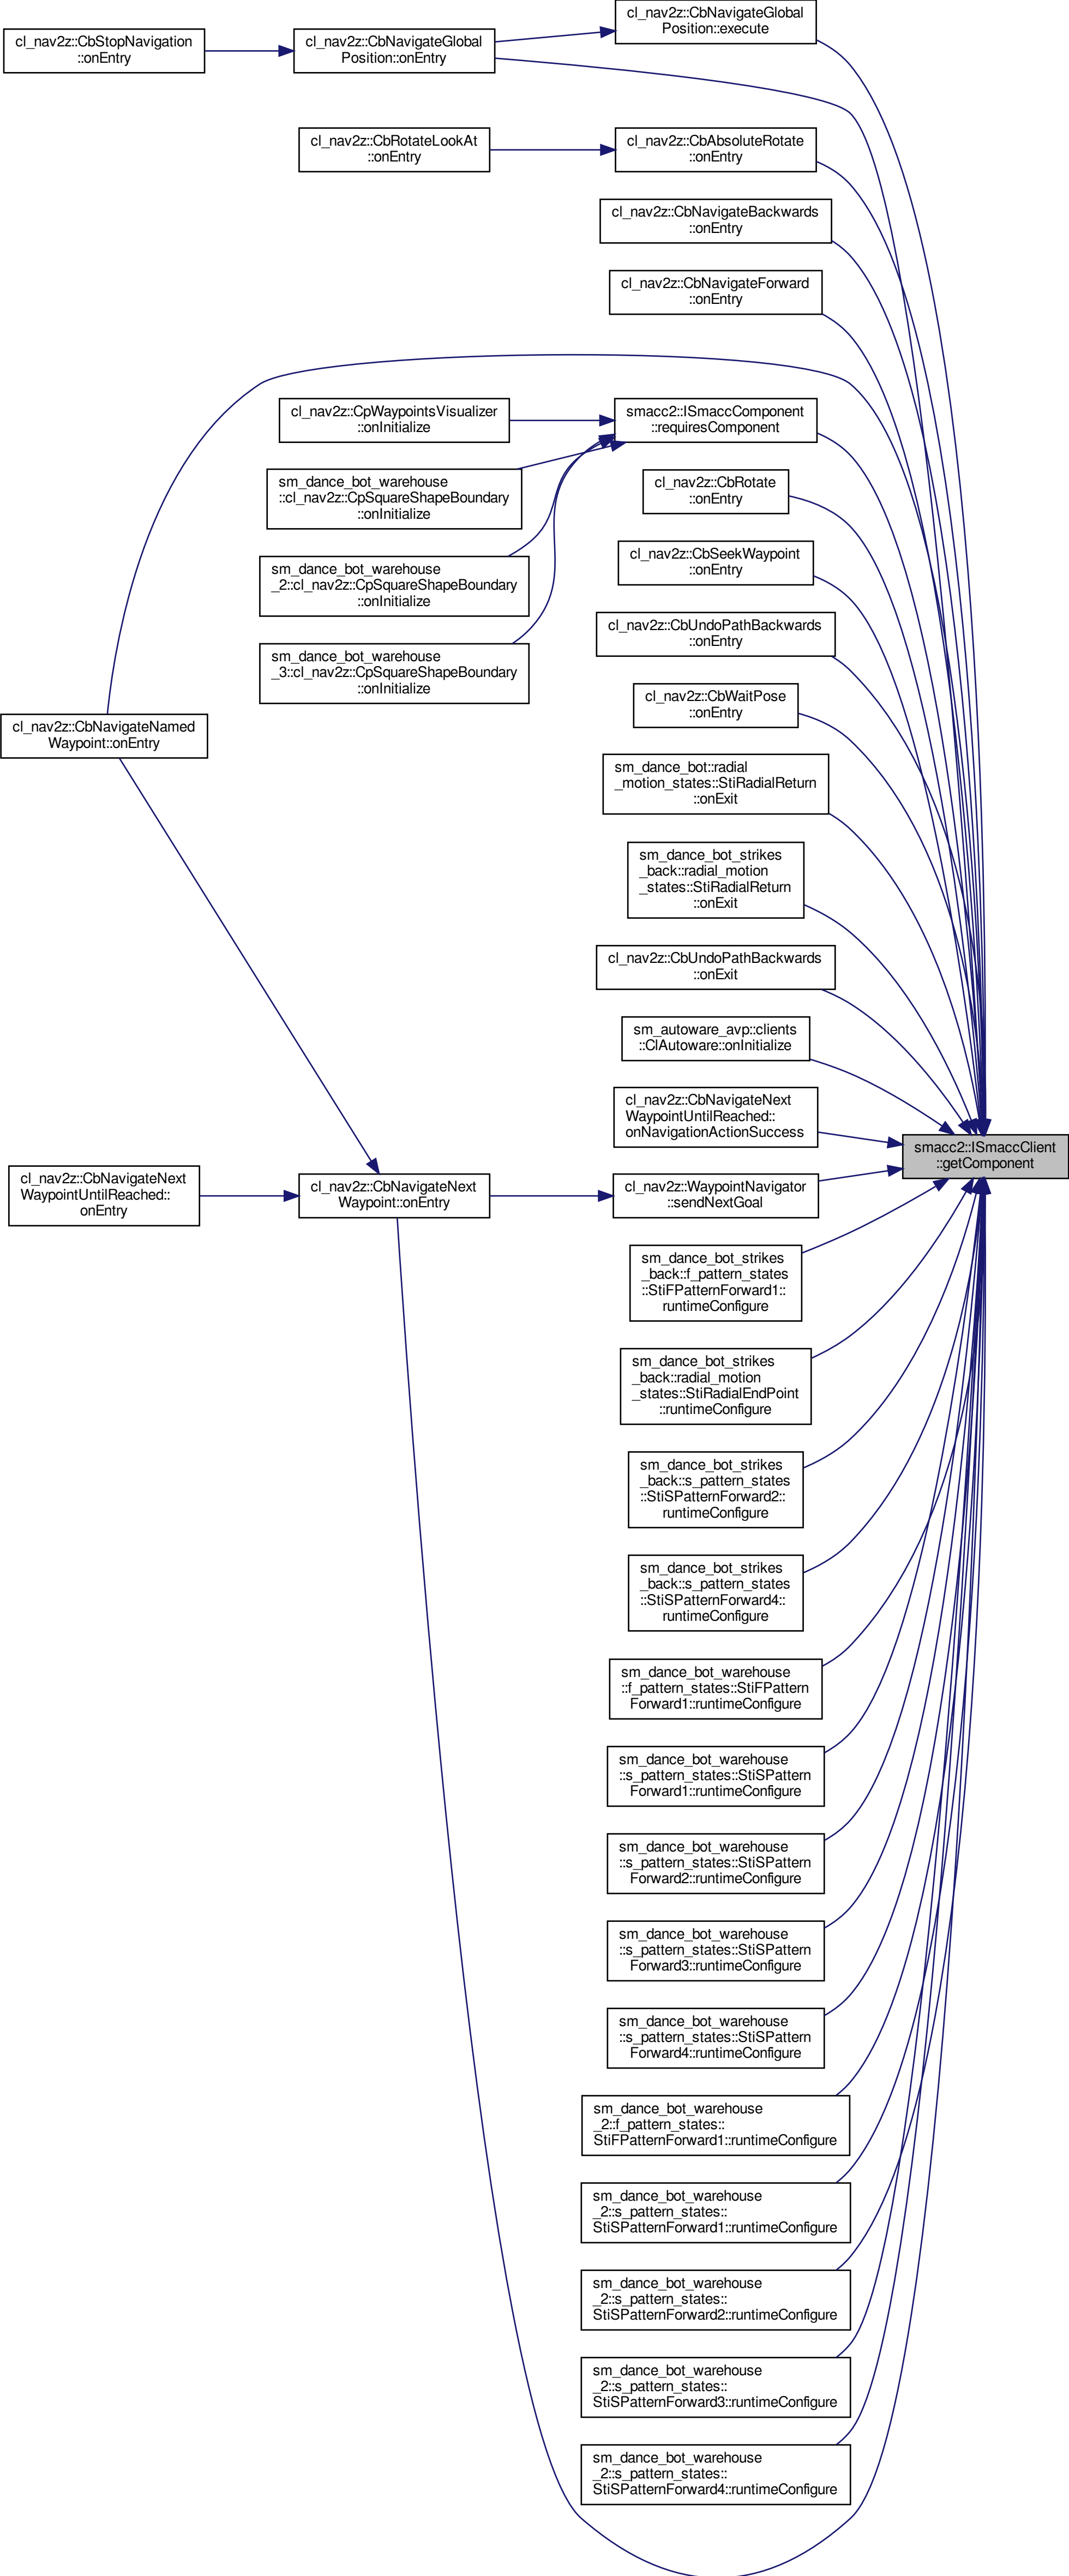 cl_nav2z::CbNavigateGlobal
Position::execute
cl_nav2z::CbStopNavigation
::onEntry
cl_nav2z::CbNavigateGlobal
Position::onEntry
cl_nav2z::CbRotateLookAt
::onEntry
cl_nav2z::CbAbsoluteRotate
::onEntry
cl_nav2z::CbNavigateBackwards
::onEntry
cl_nav2z::CbNavigateForward
::onEntry
cl_nav2z::CpWaypointsVisualizer
::onInitialize
smacc2::ISmaccComponent
::requiresComponent
sm_dance_bot_warehouse
::cl_nav2z::CpSquareShapeBoundary
::onInitialize
cl_nav2z::CbRotate
::onEntry
sm_dance_bot_warehouse
_2::cl_nav2z::CpSquareShapeBoundary
::onInitialize
cl_nav2z::CbSeekWaypoint
::onEntry
cl_nav2z::CbUndoPathBackwards
::onEntry
sm_dance_bot_warehouse
_3::cl_nav2z::CpSquareShapeBoundary
::onInitialize
cl_nav2z::CbWaitPose
::onEntry
cl_nav2z::CbNavigateNamed
Waypoint::onEntry
sm_dance_bot::radial
_motion_states::StiRadialReturn
::onExit
sm_dance_bot_strikes
_back::radial_motion
_states::StiRadialReturn
::onExit
cl_nav2z::CbUndoPathBackwards
::onExit
sm_autoware_avp::clients
::ClAutoware::onInitialize
cl_nav2z::CbNavigateNext
WaypointUntilReached::
onNavigationActionSuccess
smacc2::ISmaccClient
::getComponent
cl_nav2z::CbNavigateNext
WaypointUntilReached::
onEntry
cl_nav2z::CbNavigateNext
Waypoint::onEntry
cl_nav2z::WaypointNavigator
::sendNextGoal
sm_dance_bot_strikes
_back::f_pattern_states
::StiFPatternForward1::
runtimeConfigure
sm_dance_bot_strikes
_back::radial_motion
_states::StiRadialEndPoint
::runtimeConfigure
sm_dance_bot_strikes
_back::s_pattern_states
::StiSPatternForward2::
runtimeConfigure
sm_dance_bot_strikes
_back::s_pattern_states
::StiSPatternForward4::
runtimeConfigure
sm_dance_bot_warehouse
::f_pattern_states::StiFPattern
Forward1::runtimeConfigure
sm_dance_bot_warehouse
::s_pattern_states::StiSPattern
Forward1::runtimeConfigure
sm_dance_bot_warehouse
::s_pattern_states::StiSPattern
Forward2::runtimeConfigure
sm_dance_bot_warehouse
::s_pattern_states::StiSPattern
Forward3::runtimeConfigure
sm_dance_bot_warehouse
::s_pattern_states::StiSPattern
Forward4::runtimeConfigure
sm_dance_bot_warehouse
_2::f_pattern_states::
StiFPatternForward1::runtimeConfigure
sm_dance_bot_warehouse
_2::s_pattern_states::
StiSPatternForward1::runtimeConfigure
sm_dance_bot_warehouse
_2::s_pattern_states::
StiSPatternForward2::runtimeConfigure
sm_dance_bot_warehouse
_2::s_pattern_states::
StiSPatternForward3::runtimeConfigure
sm_dance_bot_warehouse
_2::s_pattern_states::
StiSPatternForward4::runtimeConfigure